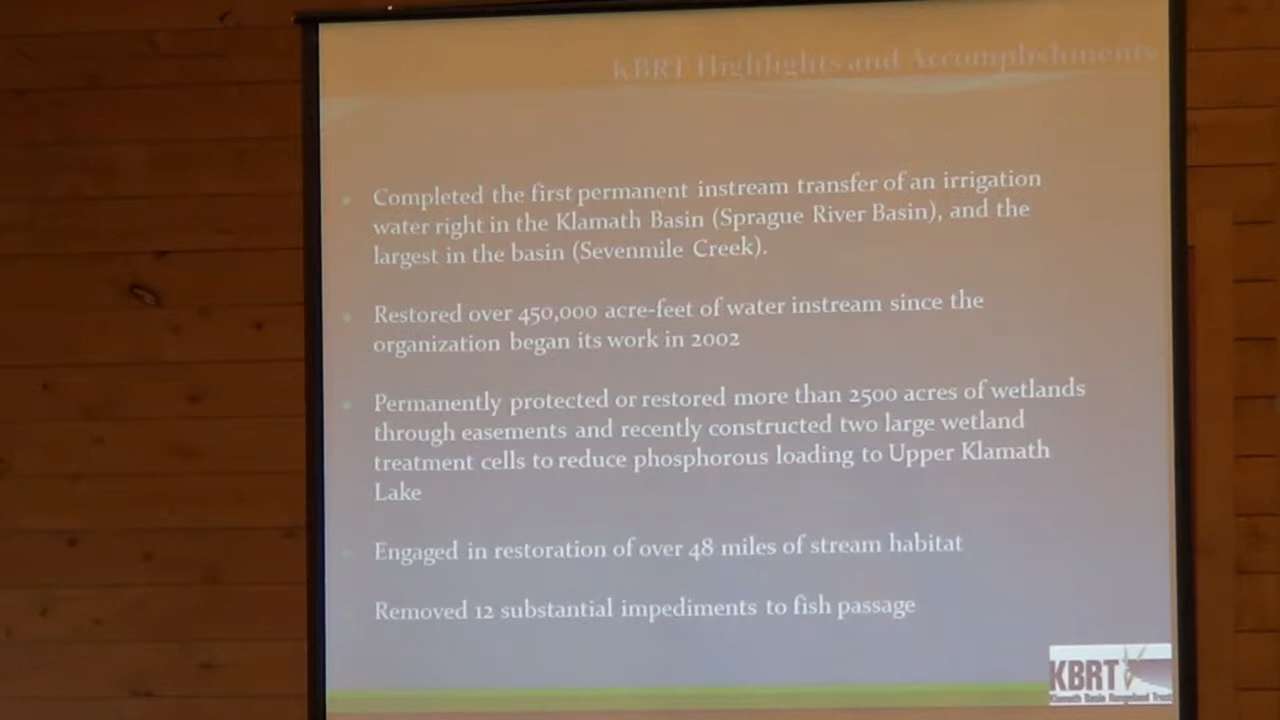 KBRT Highlights and Accomplishments
Completed the first permanent instream transfer of an irrigation
water right in the Klamath Basin (Sprague River Basin), and the
largest in the basin (Sevenmile Creek).
Restored over 450,000 acre-feet of water instream since the
organization began its work in 2002
Permanently protected or restored more than 2500 acres of wetlands
through easements and recently constructed two large wetland
treatment cells to reduce phosphorous loading to Upper Klamath
Lake
Engaged in restoration of over 48 miles of stream habitat
Removed 12 substantial impediments to fish passage
KBRT
Klamath Basin Rangeland Trust